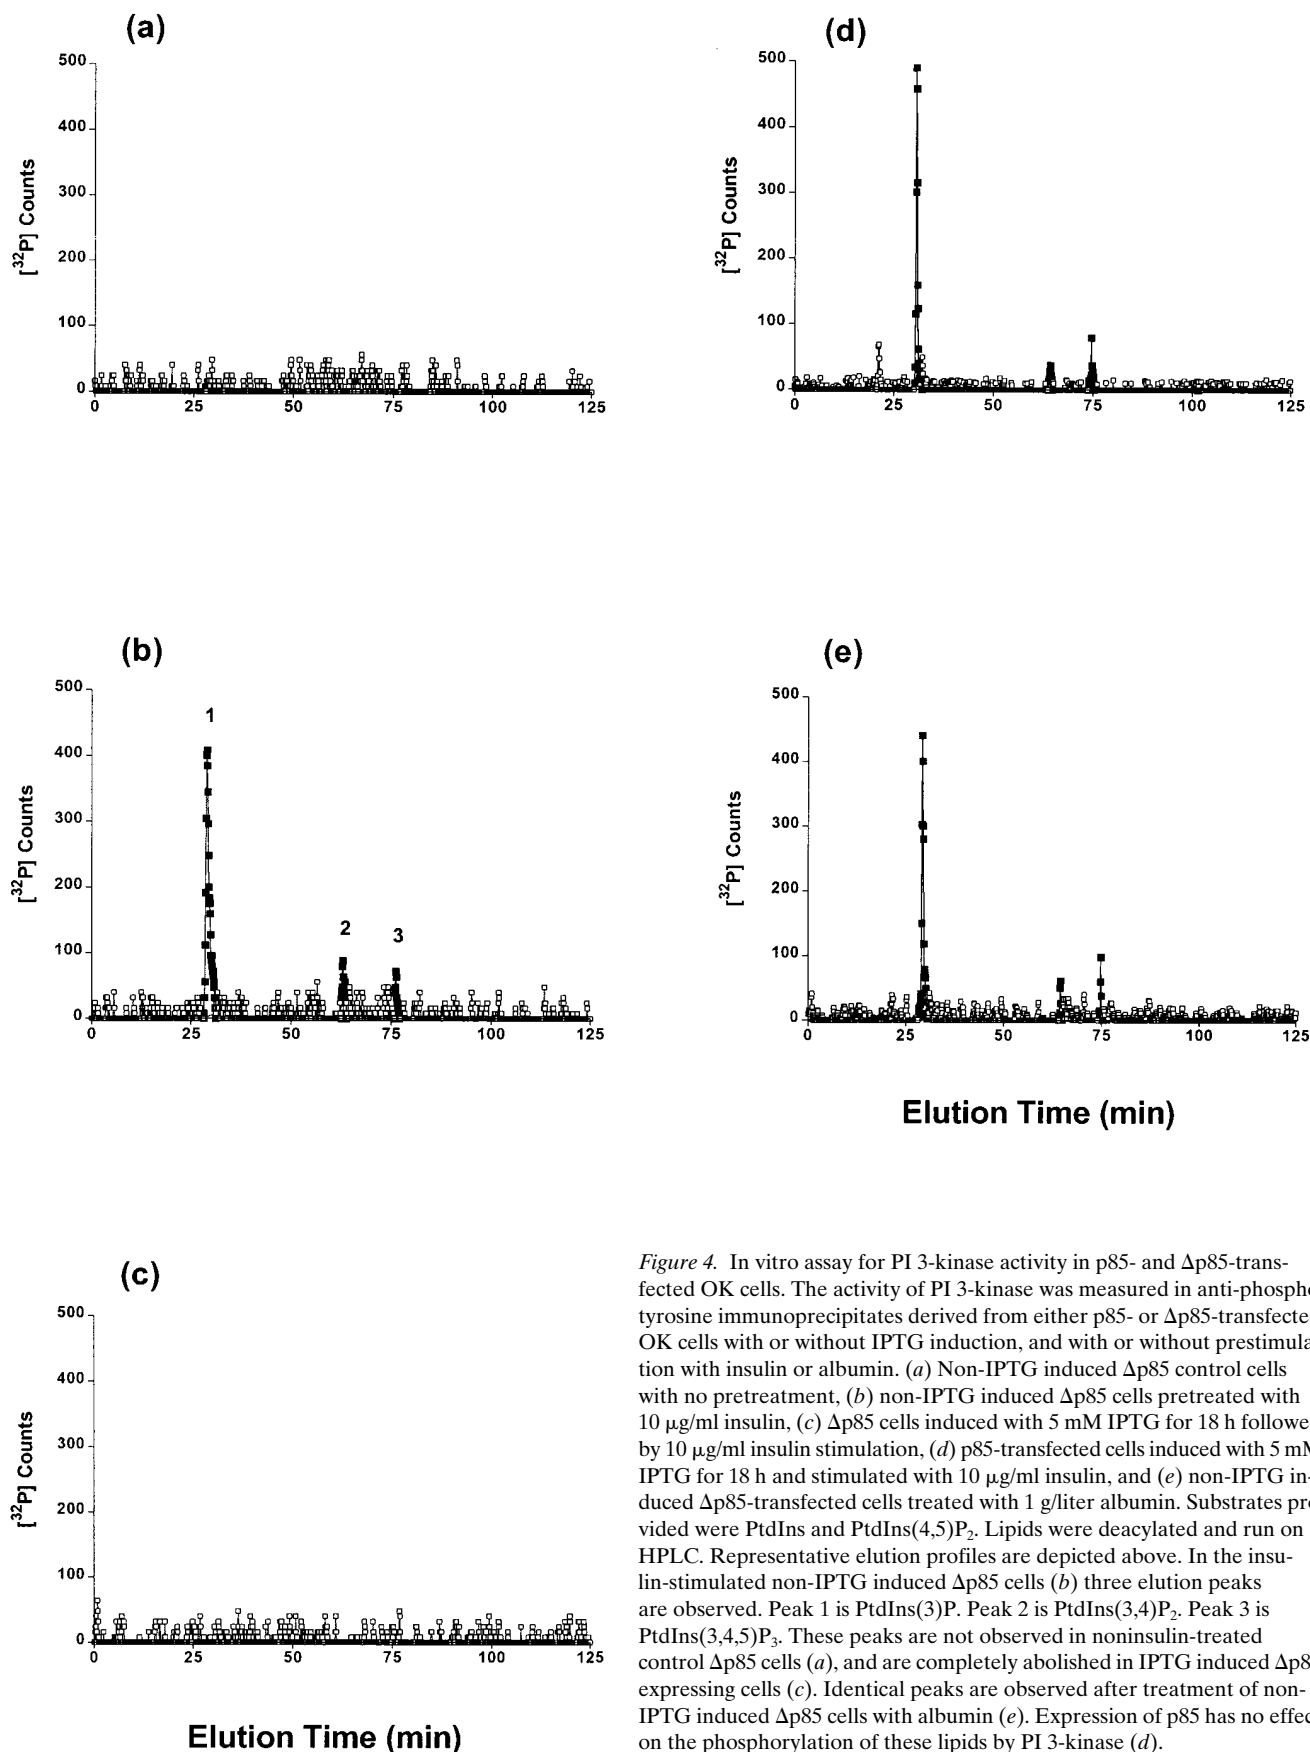 (a)
500
400
300
200
100
0
[³²P] Counts
0 25 50 75 100 125
(d)
500
400
300
200
100
0
[³²P] Counts
0 25 50 75 100 125
(b)
500
400
300
200
100
0
[³²P] Counts
1
2
3
0 25 50 75 100 125
(e)
500
400
300
200
100
0
[³²P] Counts
0 25 50 75 100 125
Elution Time (min)
(c)
500
400
300
200
100
0
[³²P] Counts
0 25 50 75 100 125
Elution Time (min)
Figure 4. In vitro assay for PI 3-kinase activity in p85- and Δp85-trans-
fected OK cells. The activity of PI 3-kinase was measured in anti-phospho
tyrosine immunoprecipitates derived from either p85- or Δp85-transfecte
OK cells with or without IPTG induction, and with or without prestimula
tion with insulin or albumin. (a) Non-IPTG induced Δp85 control cells
with no pretreatment, (b) non-IPTG induced Δp85 cells pretreated with
10 μg/ml insulin, (c) Δp85 cells induced with 5 mM IPTG for 18 h followe
by 10 μg/ml insulin stimulation, (d) p85-transfected cells induced with 5 mM
IPTG for 18 h and stimulated with 10 μg/ml insulin, and (e) non-IPTG in-
duced Δp85-transfected cells treated with 1 g/liter albumin. Substrates pro
vided were PtdIns and PtdIns(4,5)P₂. Lipids were deacylated and run on
HPLC. Representative elution profiles are depicted above. In the insu-
lin-stimulated non-IPTG induced Δp85 cells (b) three elution peaks
are observed. Peak 1 is PtdIns(3)P. Peak 2 is PtdIns(3,4)P₂. Peak 3 is
PtdIns(3,4,5)P₃. These peaks are not observed in noninsulin-treated
control Δp85 cells (a), and are completely abolished in IPTG induced Δp8
expressing cells (c). Identical peaks are observed after treatment of non-
IPTG induced Δp85 cells with albumin (e). Expression of p85 has no effec
on the phosphorylation of these lipids by PI 3-kinase (d).